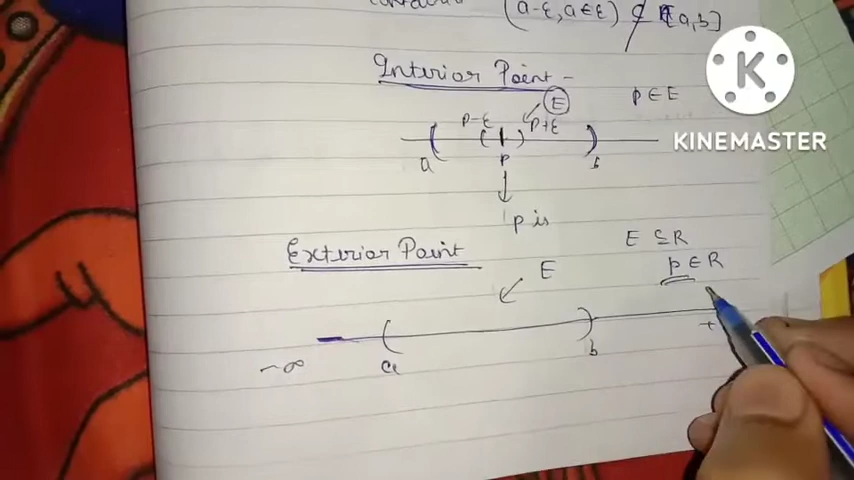 (a-ε, a∈ε) ⊄ [a,b]
Interior Point -
E
p ∈ E
p-ε
p+ε
a
p
b
p is
Exterior Point
E ⊆R
p ∈ R
E
-∞
a
b
+
K
KINEMASTER